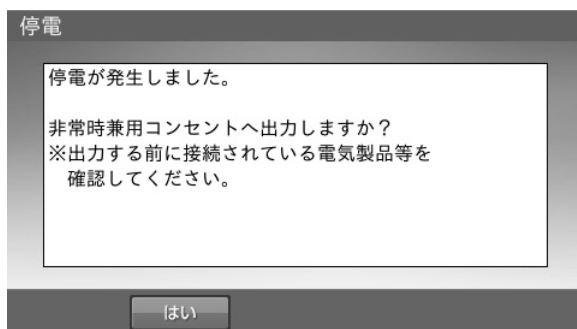 停電
停電が発生しました。
非常時兼用コンセントへ出力しますか？
※出力する前に接続されている電気製品等を
確認してください。
はい